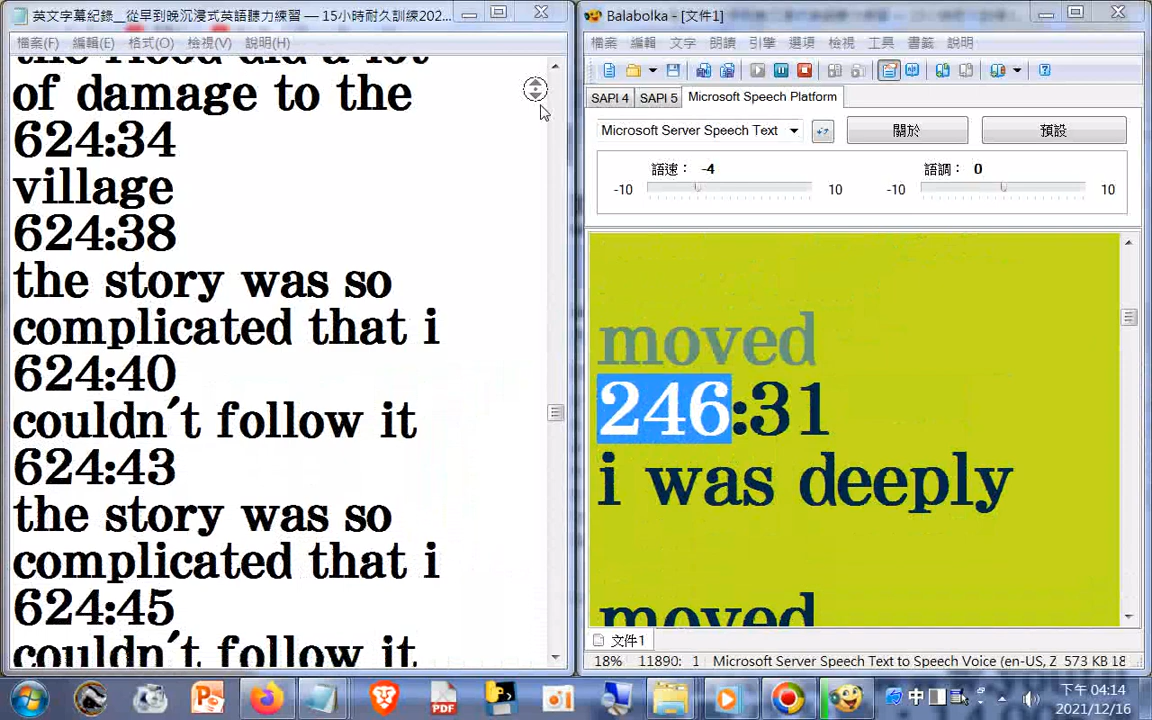 英文字幕紀錄__從早到晚沉浸式英語聽力練習 — 15小時耐久訓練202...
檔案(F) 編輯(E) 格式(O) 檢視(V) 說明(H)
the flood did a lot
of damage to the
624:34
village
624:38
the story was so
complicated that i
624:40
couldn't follow it
624:43
the story was so
complicated that i
624:45
couldn't follow it
Balabolka - [文件1]
檔案 編輯 文字 朗讀 引擎 選項 檢視 工具 書籤 說明
SAPI 4 SAPI 5 Microsoft Speech Platform
Microsoft Server Speech Text 關於 預設
語速： -4 語調： 0
-10 10 -10 10
moved
246:31
i was deeply
moved
文件1
18% 11890: 1 Microsoft Server Speech Text to Speech Voice (en-US, Z 573 KB 18
PDF
中
下午 04:14
2021/12/16